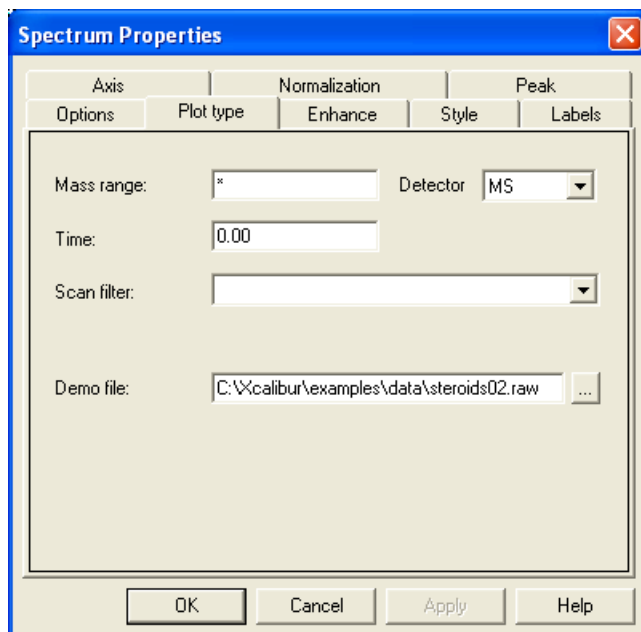 Spectrum Properties
Axis Normalization Peak
Options Plot type Enhance Style Labels
Mass range: * Detector MS
Time: 0.00
Scan filter:
Demo file: C:\Xcalibur\examples\data\steroids02.raw ...
OK Cancel Apply Help